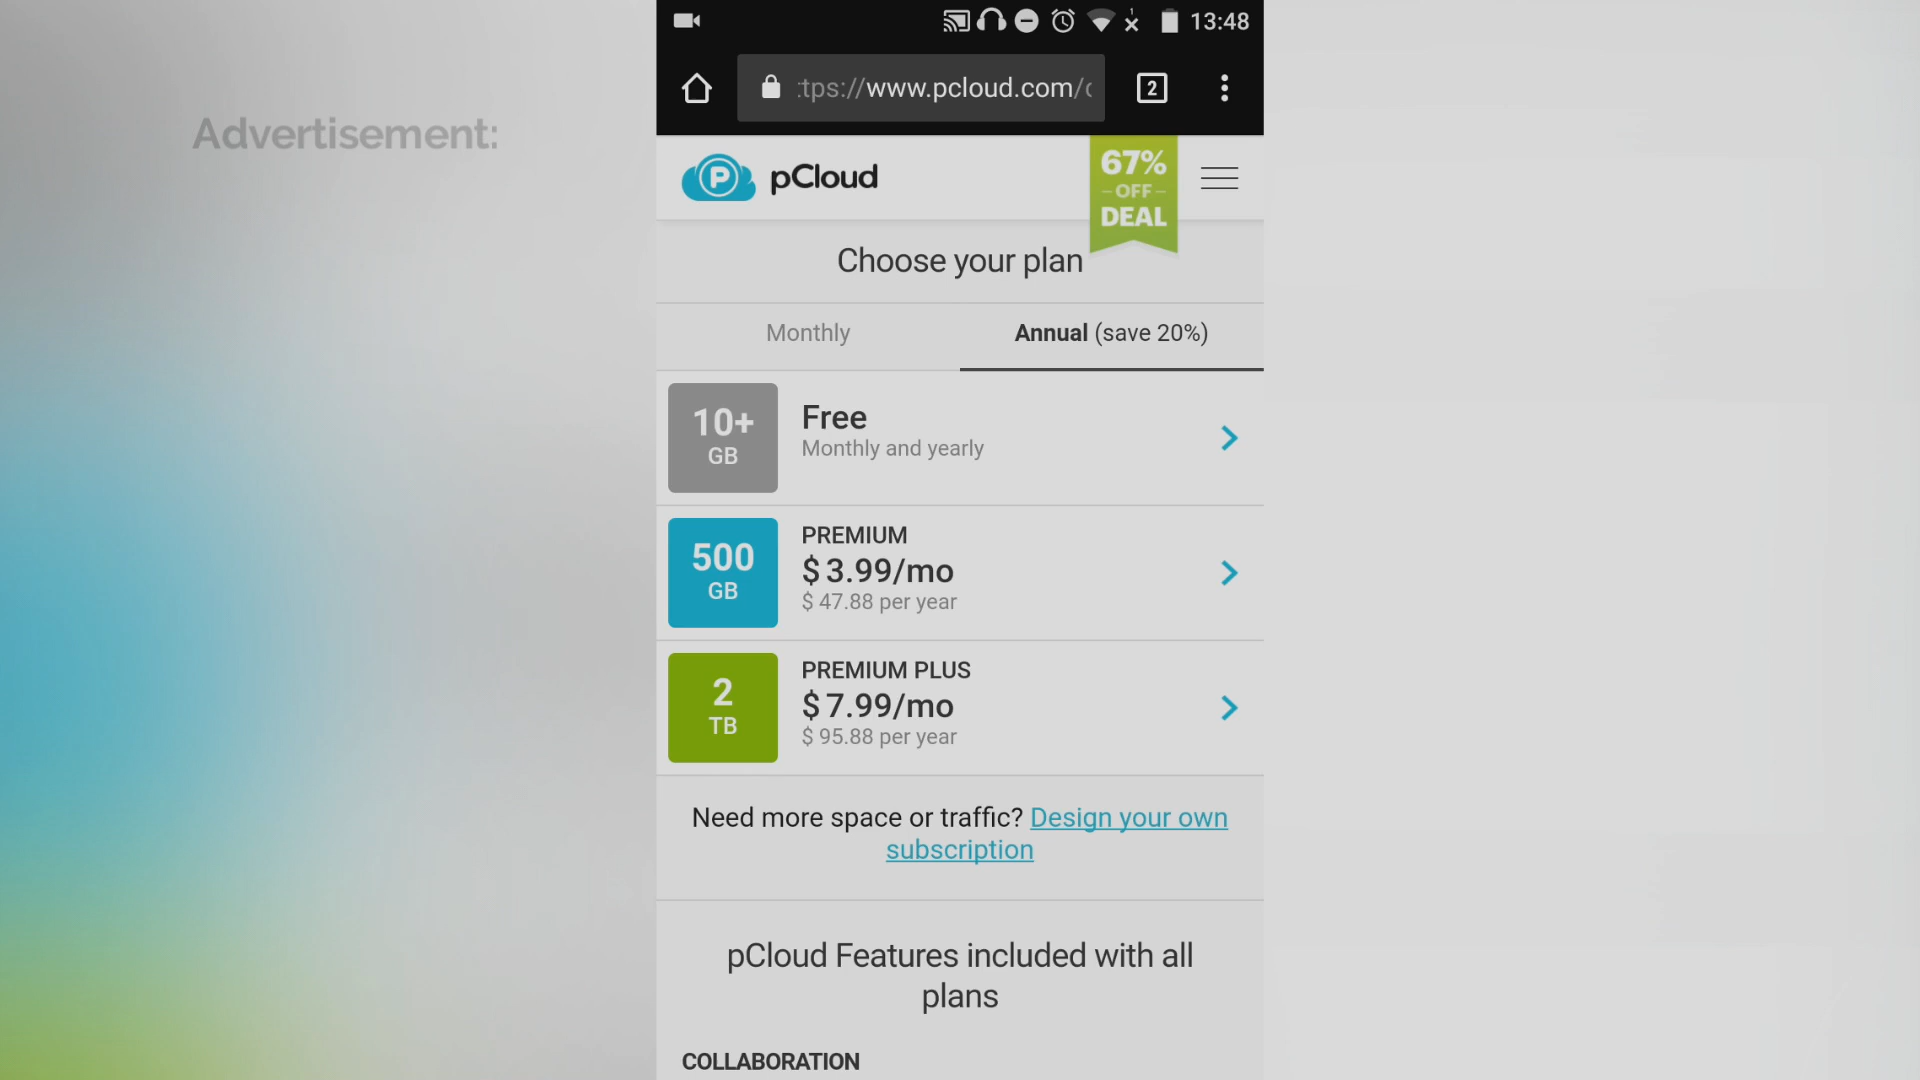 Advertisement:
13:48
:tps://www.pcloud.com/
2
P pCloud
67%
OFF
DEAL
Choose your plan
Monthly
Annual (save 20%)
10+
GB
Free
Monthly and yearly
500
GB
PREMIUM
$ 3.99/mo
$ 47.88 per year
2
TB
PREMIUM PLUS
$ 7.99/mo
$ 95.88 per year
Need more space or traffic? Design your own
subscription
pCloud Features included with all
plans
COLLABORATION